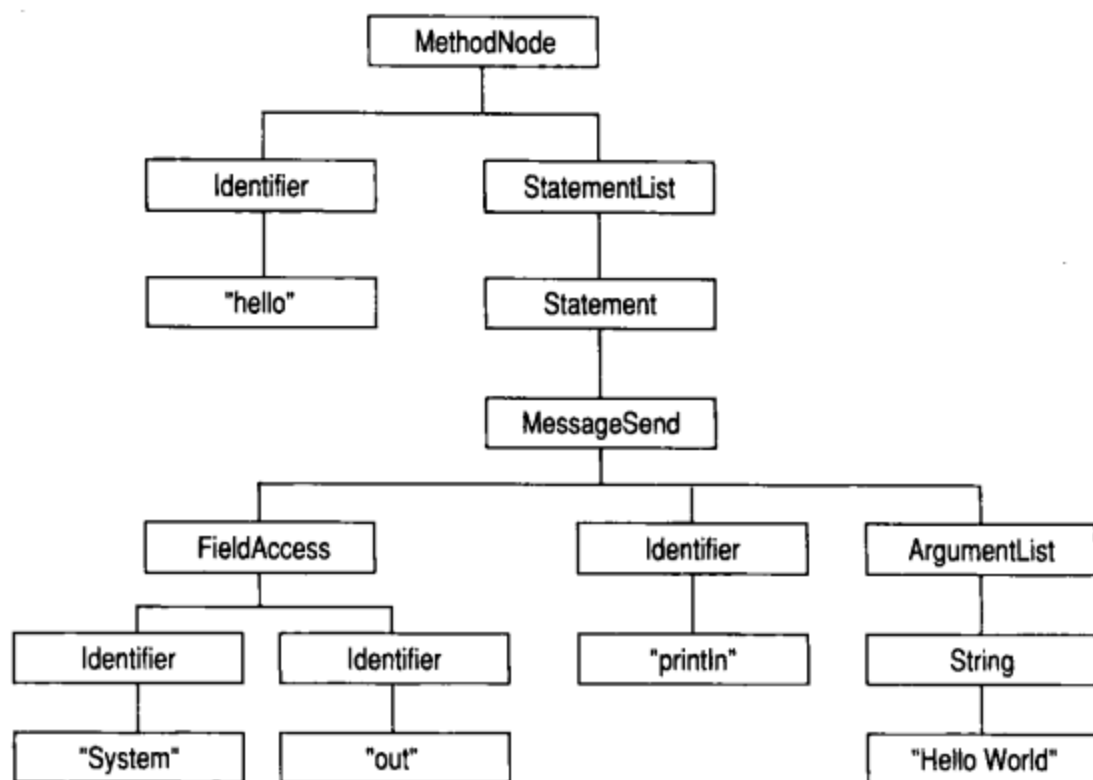 MethodNode
Identifier
StatementList
"hello"
Statement
MessageSend
FieldAccess
Identifier
ArgumentList
Identifier
Identifier
"println"
String
"System"
"out"
"Hello World"